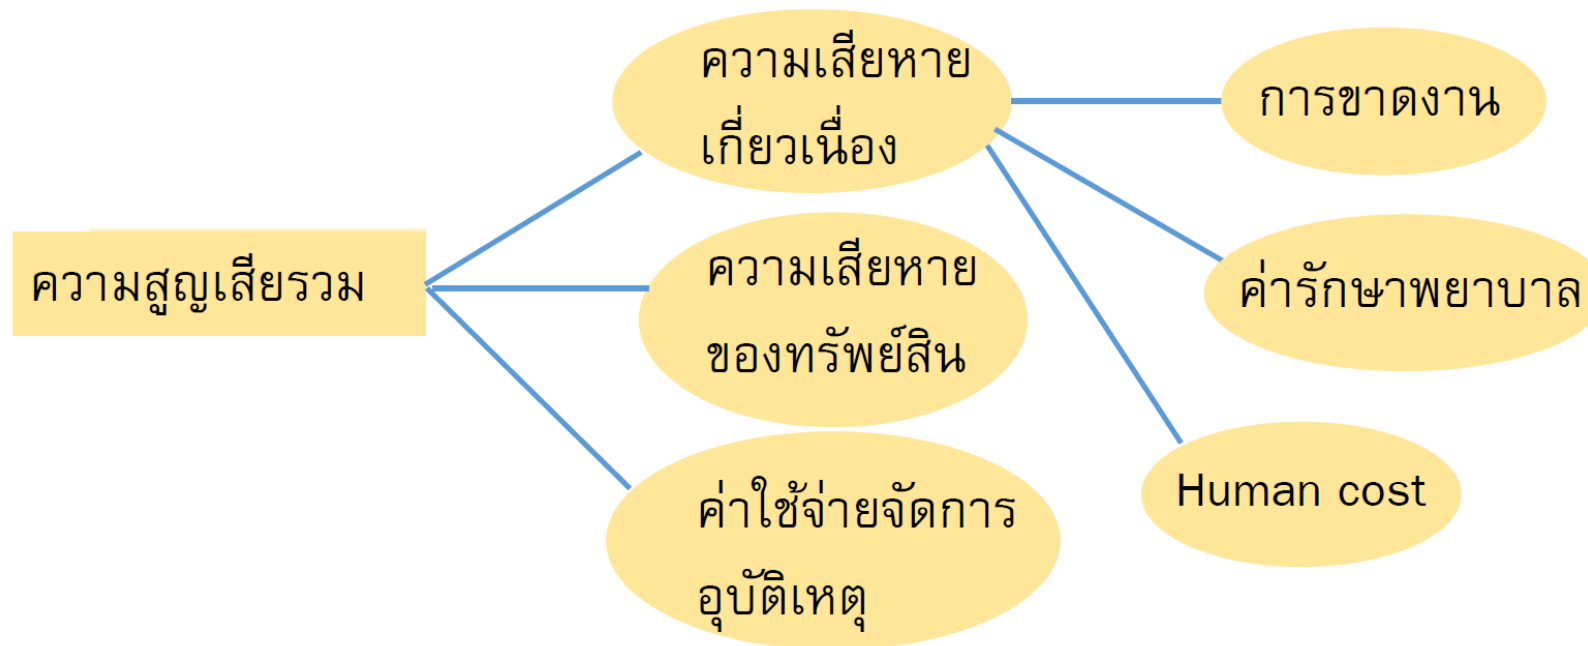 ความสูญเสียรวม
ความเสียหาย
เกี่ยวเนื่อง
ความเสียหาย
ของทรัพย์สิน
ค่าใช้จ่ายจัดการ
อุบัติเหตุ
การขาดงาน
ค่ารักษาพยาบาล
Human cost